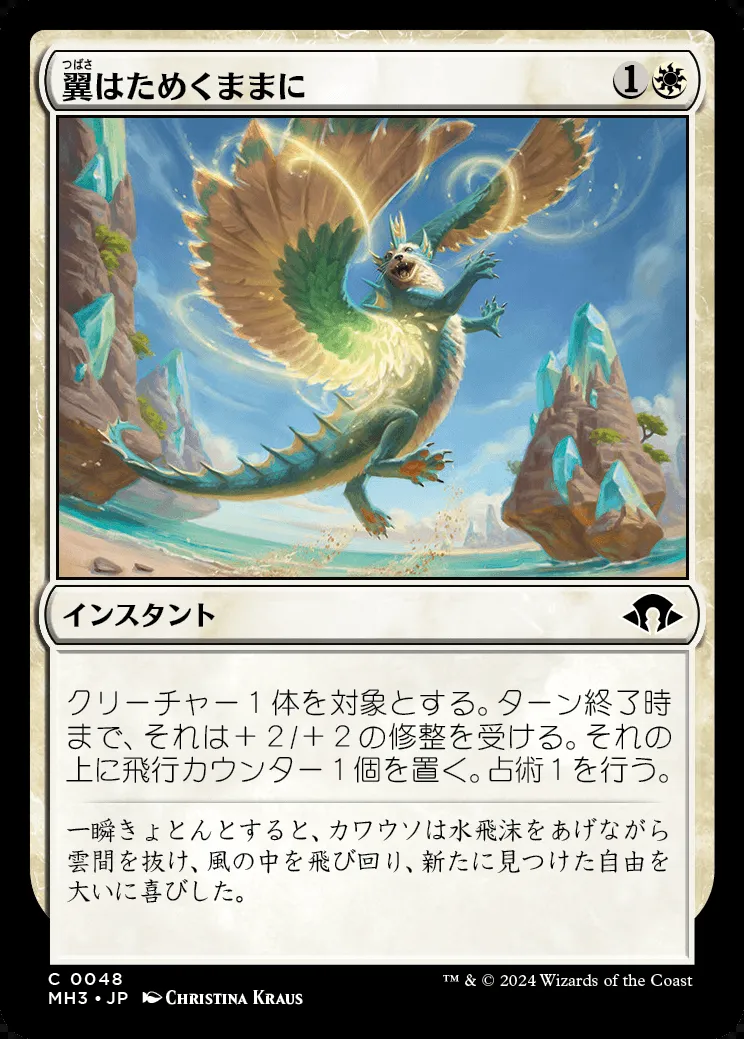 つばさ
翼はためくままに 1
インスタント
クリーチャー1体を対象とする。ターン終了時
まで、それは+2/+2の修整を受ける。それの
上に飛行カウンター1個を置く。占術1を行う。
一瞬きょとんとすると、カワウソは水飛沫をあげながら
雲間を抜け、風の中を飛び回り、新たに見つけた自由を
大いに喜びした。
C 0048
MH3・JP CHRISTINA KRAUS
™ & © 2024 Wizards of the Coast